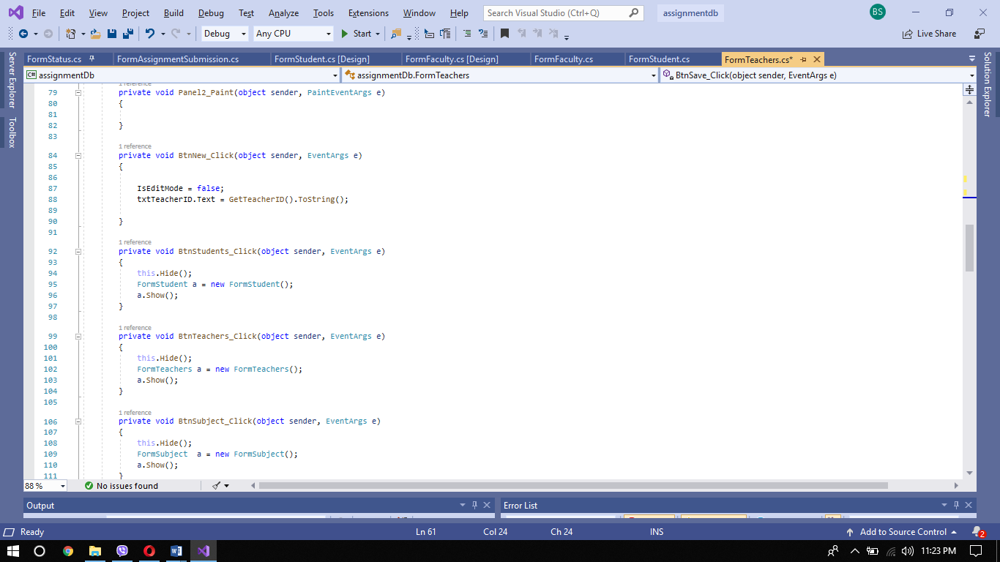 File Edit View Project Build Debug Test Analyze Tools Extensions Window Help Search Visual Studio (Ctrl+Q) assignmentdb BS
Debug Any CPU Start Live Share
FormStatus.cs FormAssignmentSubmission.cs FormStudent.cs [Design] FormFaculty.cs [Design] FormFaculty.cs FormStudent.cs FormTeachers.cs*
Server Explorer
Toolbox
Solution Explorer
C# assignmentDb assignmentDb.FormTeachers BtnSave_Click(object sender, EventArgs e)
1 reference
79 private void Panel2_Paint(object sender, PaintEventArgs e)
80 {
81
82 }
83
1 reference
84 private void BtnNew_Click(object sender, EventArgs e)
85 {
86
87 IsEditMode = false;
88 txtTeacherID.Text = GetTeacherID().ToString();
89
90 }
91
1 reference
92 private void BtnStudents_Click(object sender, EventArgs e)
93 {
94 this.Hide();
95 FormStudent a = new FormStudent();
96 a.Show();
97 }
98
1 reference
99 private void BtnTeachers_Click(object sender, EventArgs e)
100 {
101 this.Hide();
102 FormTeachers a = new FormTeachers();
103 a.Show();
104 }
105
1 reference
106 private void BtnSubject_Click(object sender, EventArgs e)
107 {
108 this.Hide();
109 FormSubject  a = new FormSubject();
110 a.Show();
111 }
88 % No issues found
Output Error List
Ready Ln 61 Col 24 Ch 24 INS Add to Source Control 2
11:23 PM